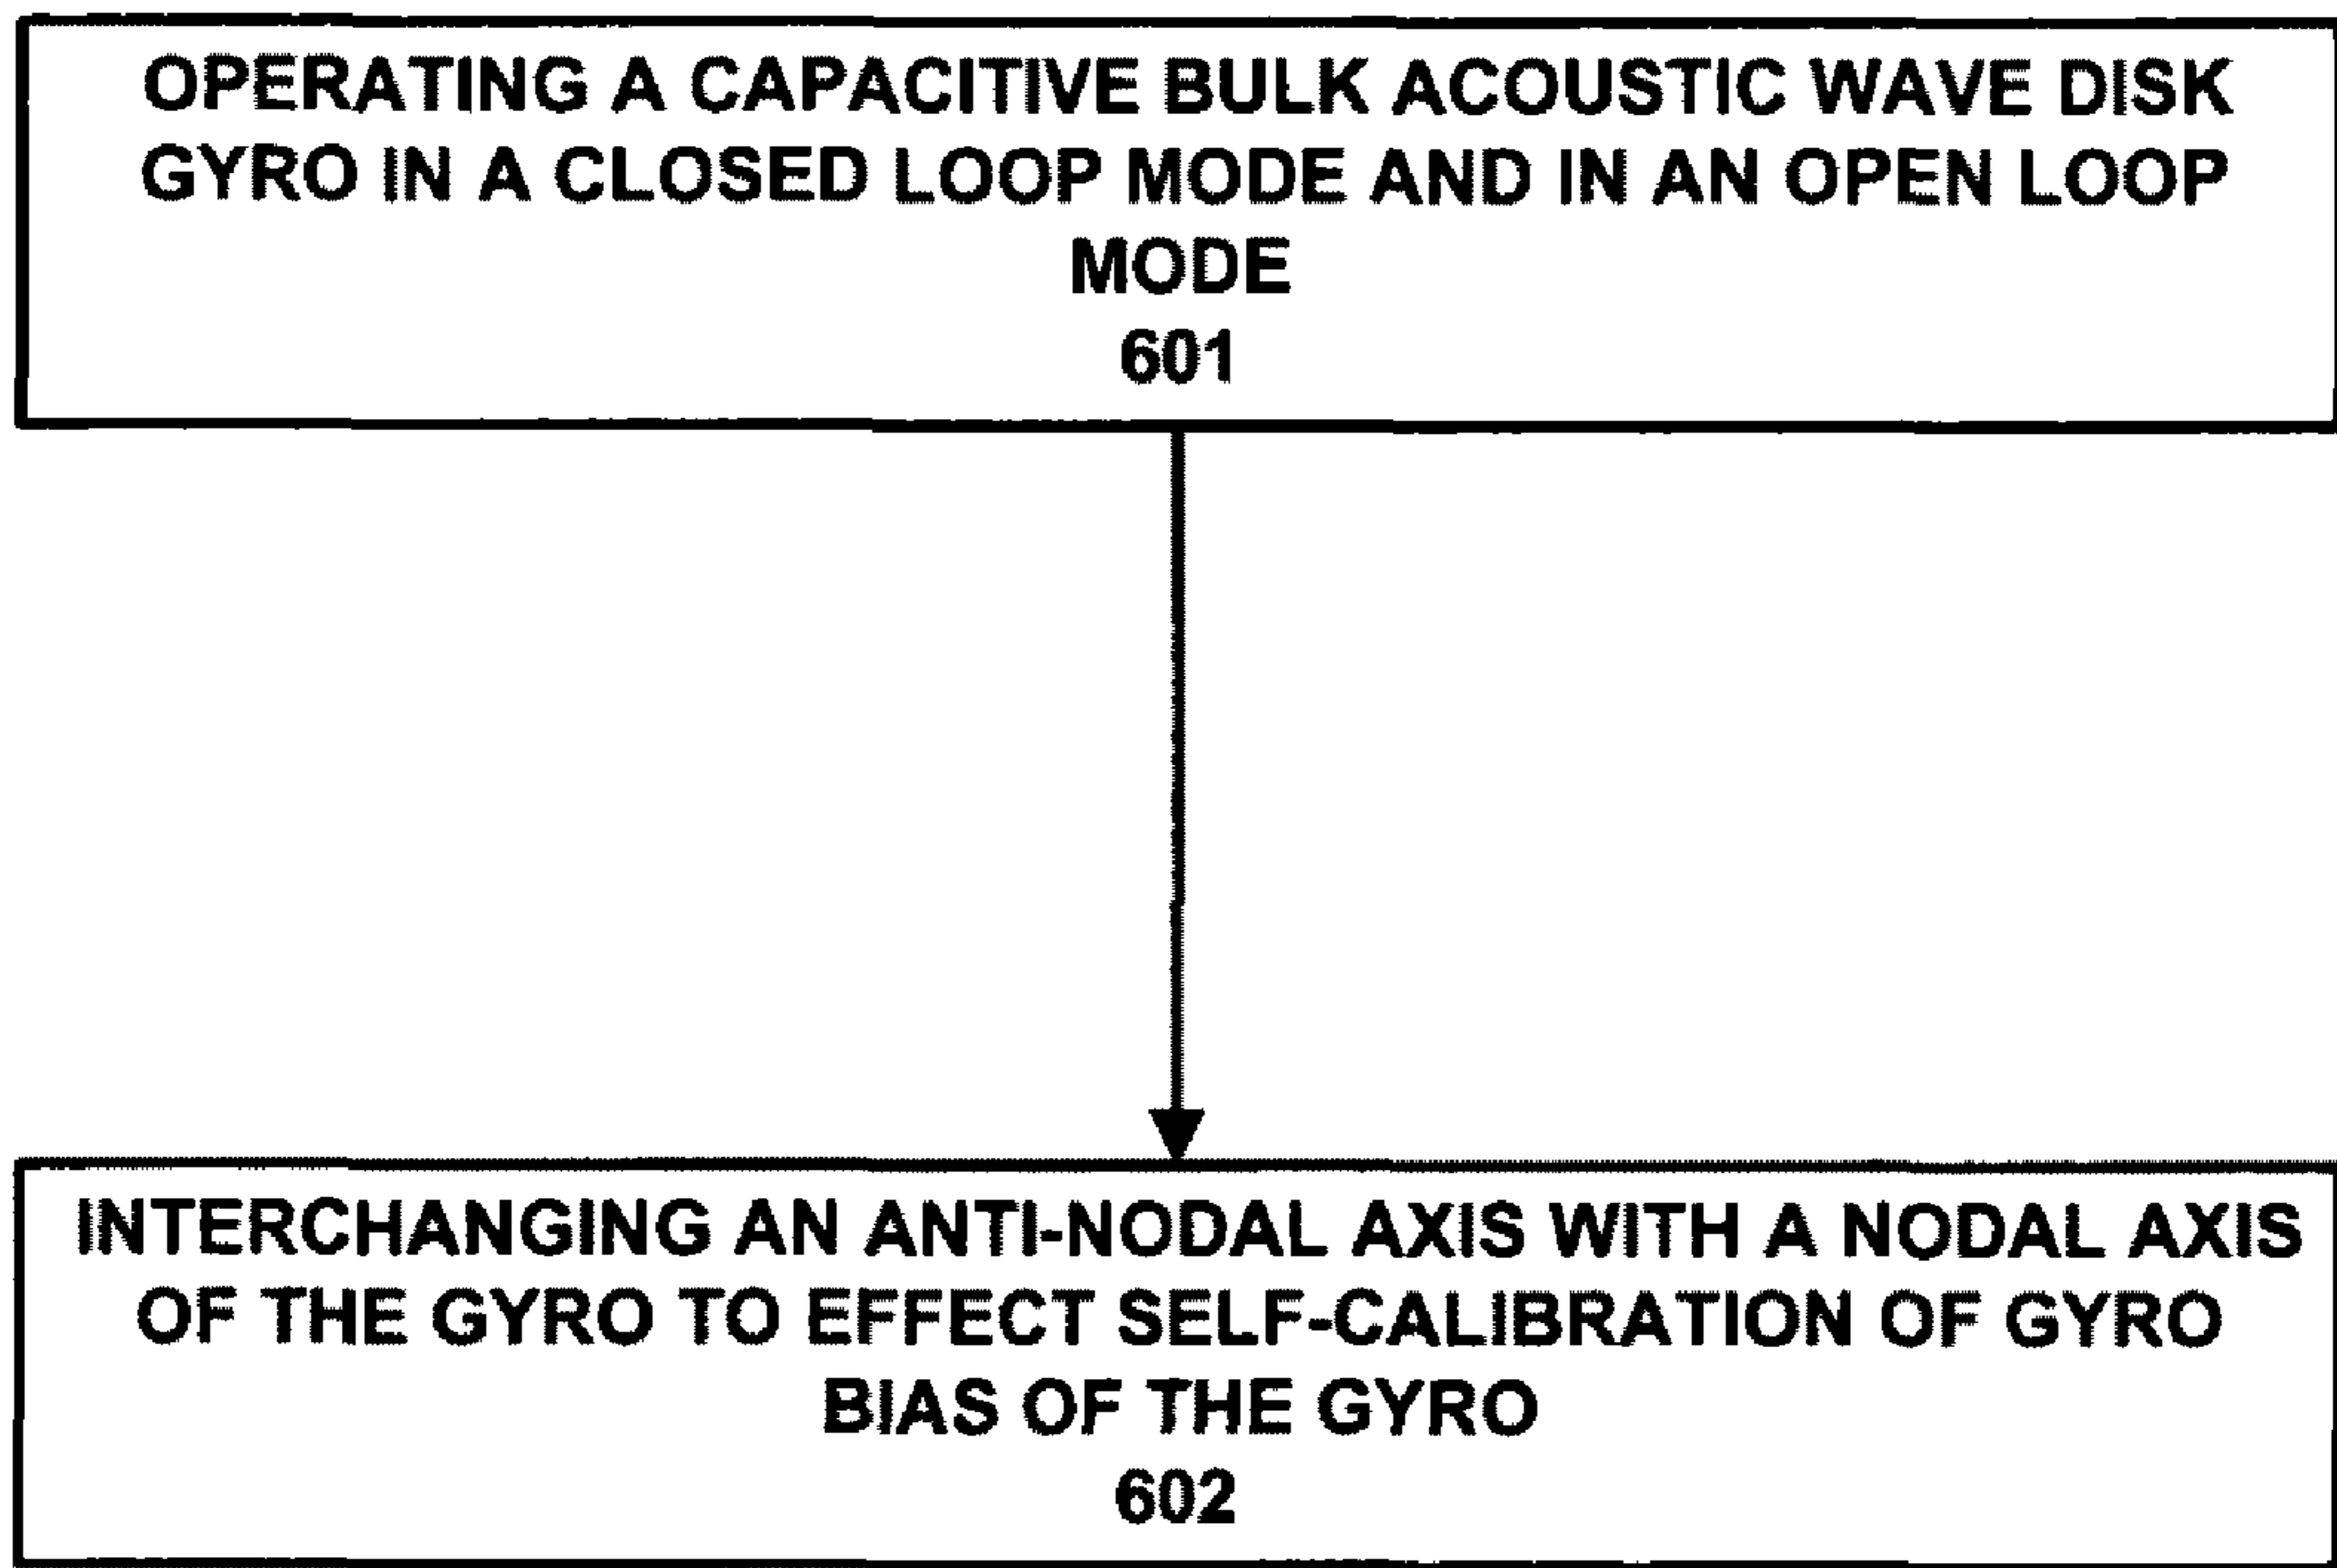 OPERATING A CAPACITIVE BULK ACOUSTIC WAVE DISK
GYRO IN A CLOSED LOOP MODE AND IN AN OPEN LOOP
MODE
601
INTERCHANGING AN ANTI-NODAL AXIS WITH A NODAL AXIS
OF THE GYRO TO EFFECT SELF-CALIBRATION OF GYRO
BIAS OF THE GYRO
602